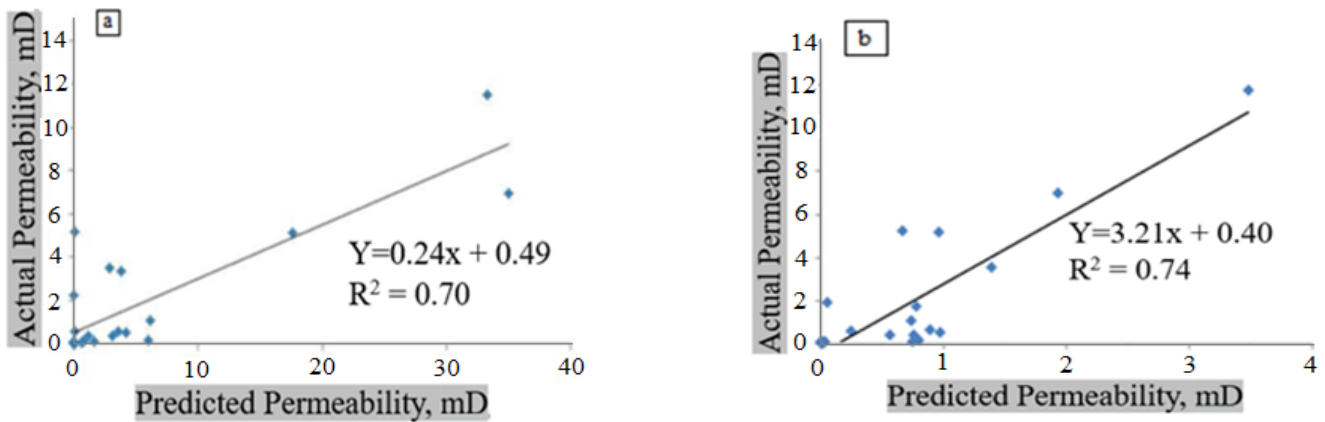 a
Actual Permeability, mD
14
12
10
8
6
4
2
0
Y=0.24x + 0.49
R² = 0.70
0 10 20 30 40
Predicted Permeability, mD
b
Actual Permeability, mD
14
12
10
8
6
4
2
0
Y=3.21x + 0.40
R² = 0.74
0 1 2 3 4
Predicted Permeability, mD